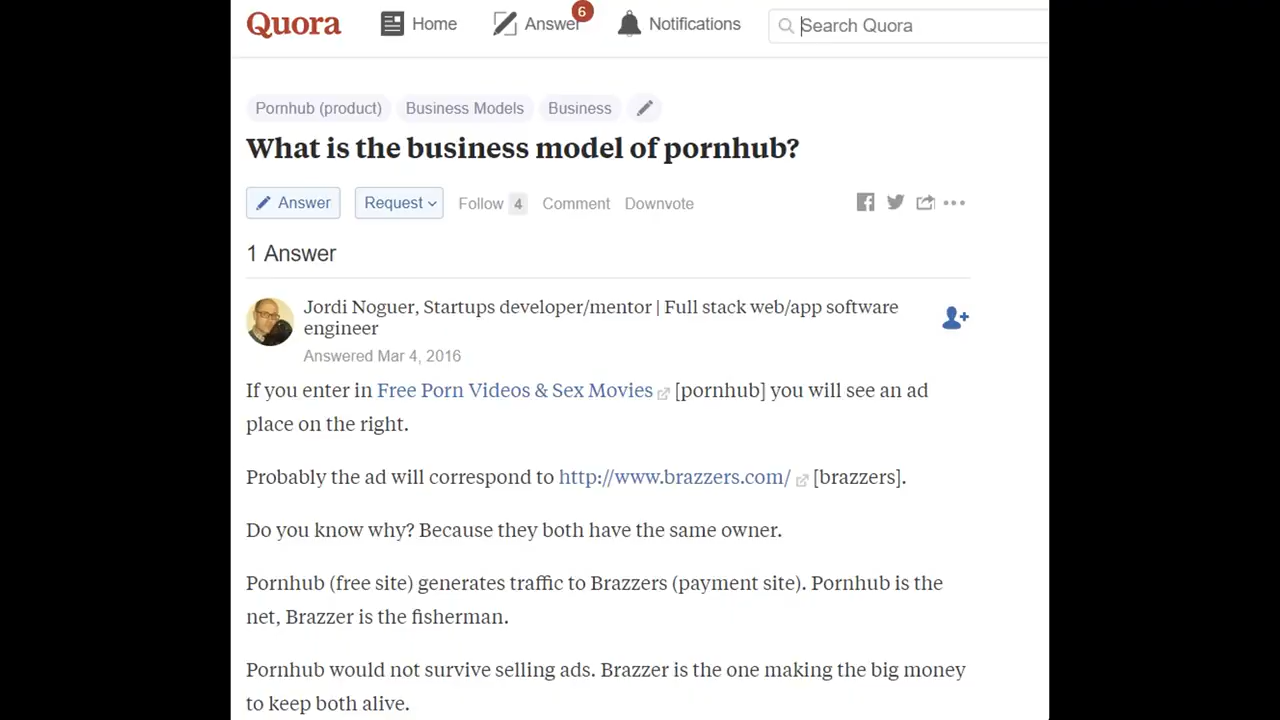 Quora Home Answer 6 Notifications Search Quora
Pornhub (product) Business Models Business
What is the business model of pornhub?
Answer Request Follow 4 Comment Downvote
1 Answer
Jordi Noguer, Startups developer/mentor | Full stack web/app software
engineer
Answered Mar 4, 2016
If you enter in Free Porn Videos & Sex Movies [pornhub] you will see an ad
place on the right.
Probably the ad will correspond to http://www.brazzers.com/ [brazzers].
Do you know why? Because they both have the same owner.
Pornhub (free site) generates traffic to Brazzers (payment site). Pornhub is the
net, Brazzer is the fisherman.
Pornhub would not survive selling ads. Brazzer is the one making the big money
to keep both alive.